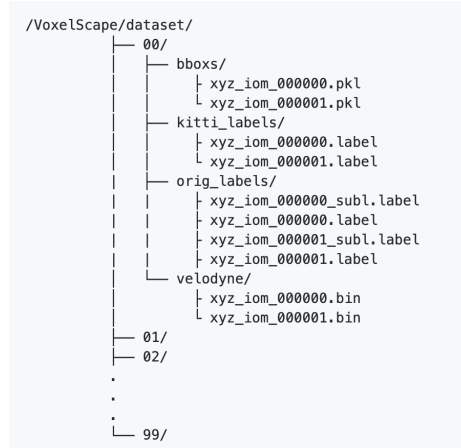 /VoxelScape/dataset/
├── 00/
│ ├── bboxs/
│ │ ├ xyz_iom_000000.pkl
│ │ └ xyz_iom_000001.pkl
│ ├── kitti_labels/
│ │ ├ xyz_iom_000000.label
│ │ └ xyz_iom_000001.label
│ ├── orig_labels/
| | ├ xyz_iom_000000_subl.label
| | ├ xyz_iom_000000.label
| | ├ xyz_iom_000001_subl.label
| | ├ xyz_iom_000001.label
│ └── velodyne/
│ ├ xyz_iom_000000.bin
│ └ xyz_iom_000001.bin
├── 01/
├── 02/
.
.
.
└── 99/